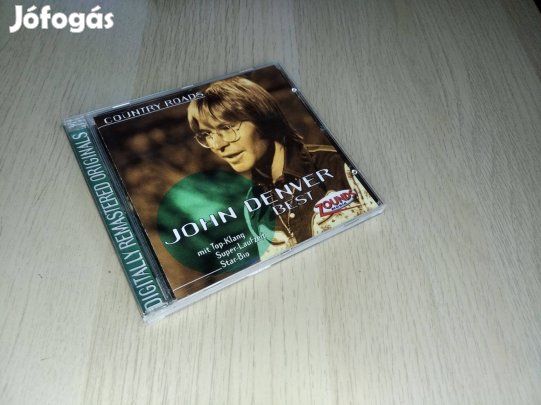 Jófogás
COUNTRY ROADS
DIGITALLY REMASTERED ORIGINALS
JOHN DENVER
BEST
ZOUNDS
mit Top-Klang
Super-Laufzeit
Star-Bio